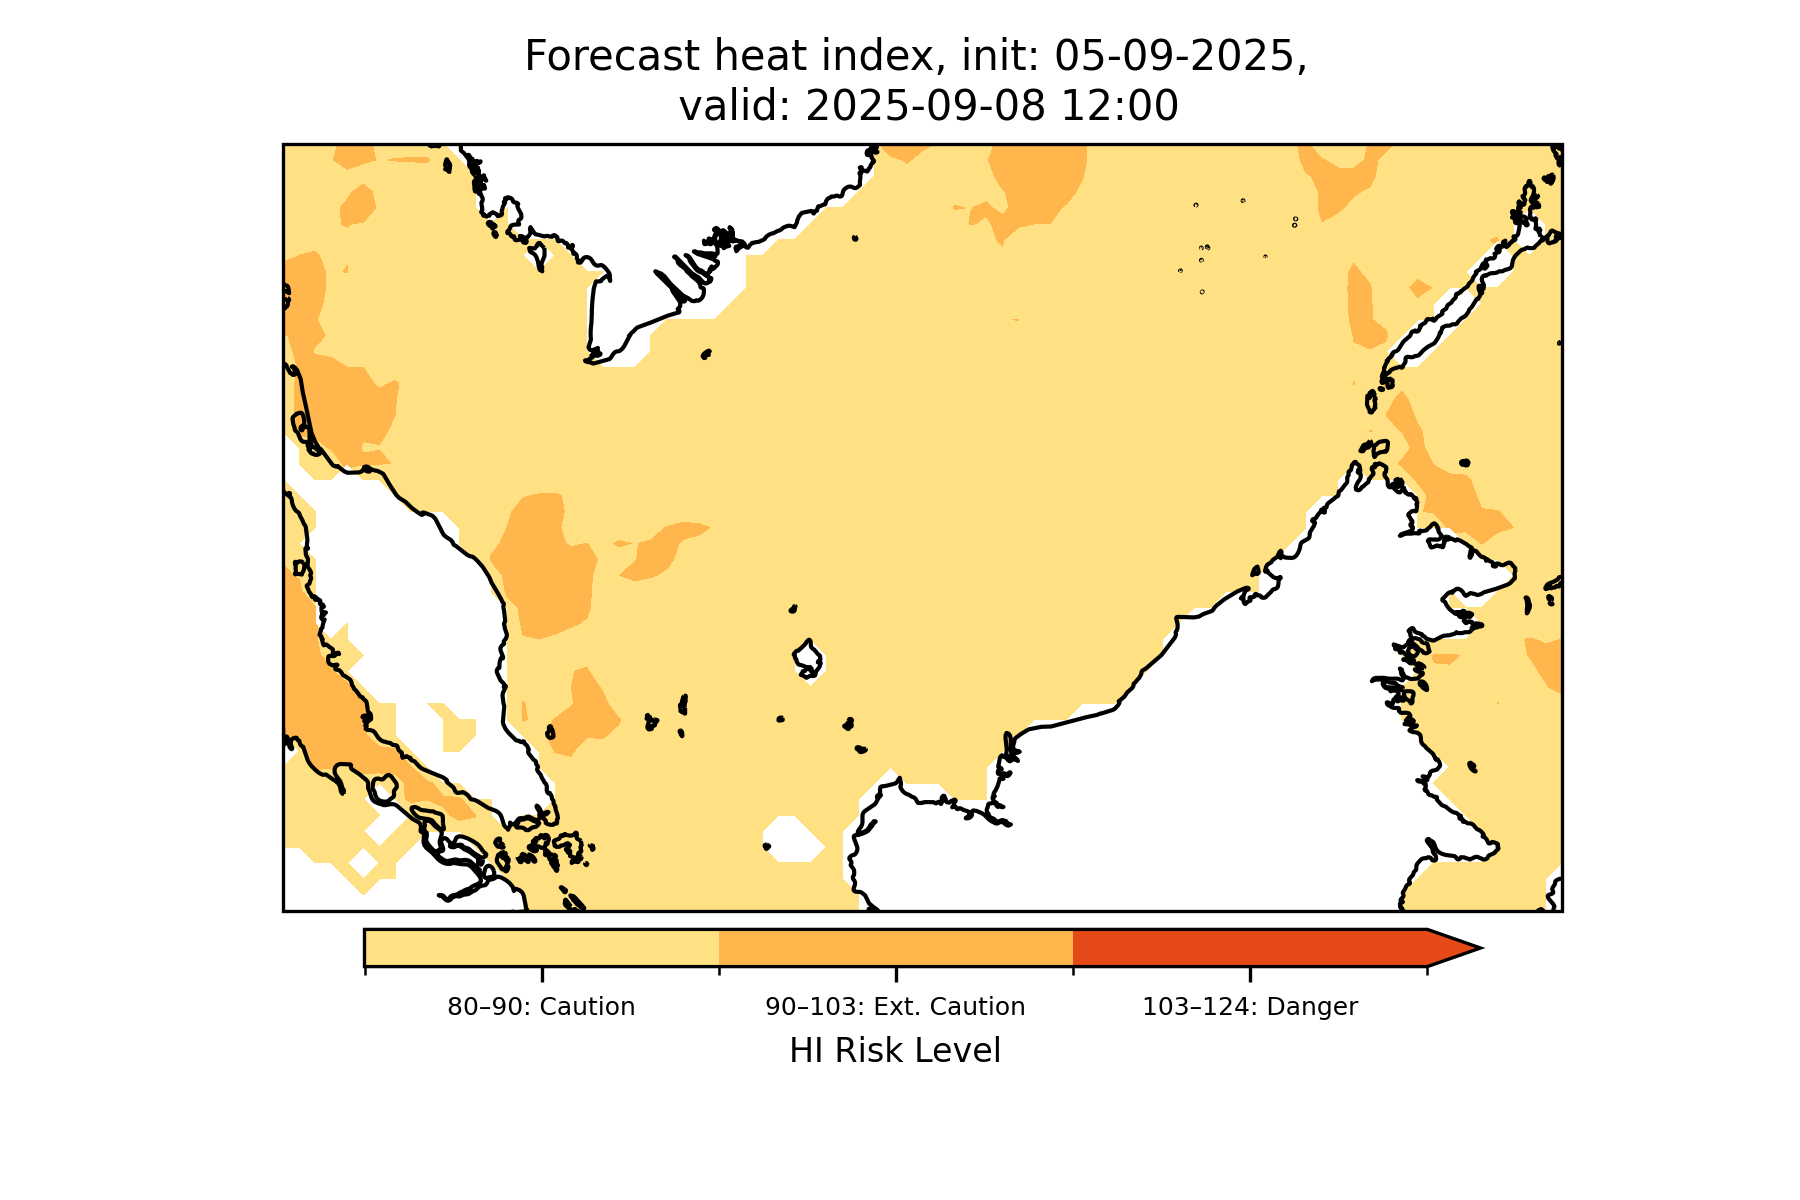 Forecast heat index, init: 05-09-2025,
valid: 2025-09-08 12:00
80–90: Caution
90–103: Ext. Caution
103–124: Danger
HI Risk Level